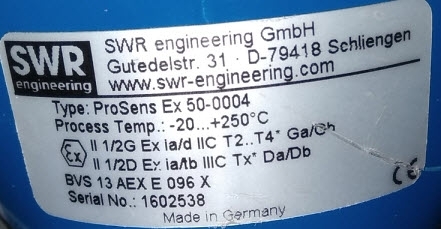 SWR
engineering
SWR engineering GmbH
Gutedelstr. 31 · D-79418 Schliengen
www.swr-engineering.com
Type: ProSens Ex 50-0004
Process Temp.: -20...+250°C
Ex II 1/2G Ex ia/d IIC T2..T4* Ga/Gb
II 1/2D Ex ia/tb IIIC Tx* Da/Db
BVS 13 AEX E 096 X
Serial No.: 1602538
CE
Made in Germany